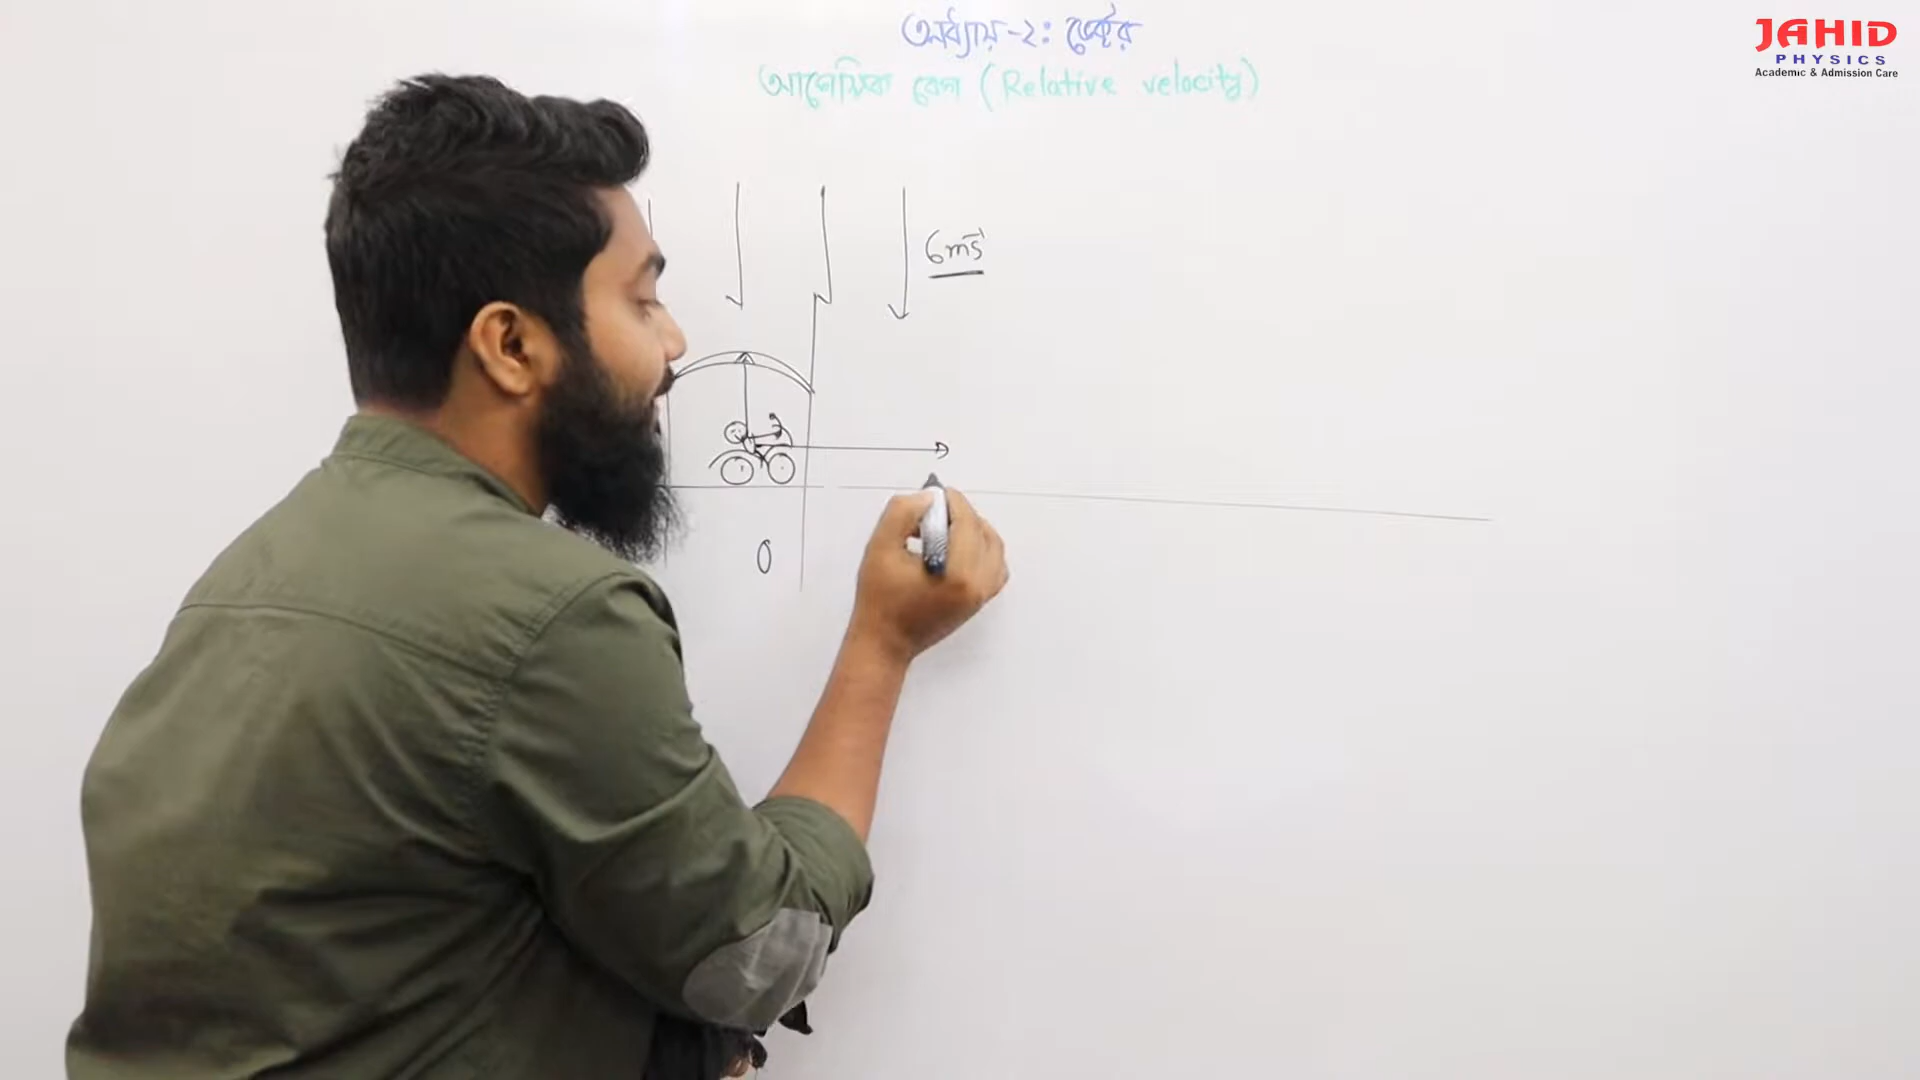 অধ্যায়-২: ভেক্টর
আপেক্ষিক বেগ (Relative velocity)
JAHID
PHYSICS
Academic & Admission Care
6ms⁻¹
0